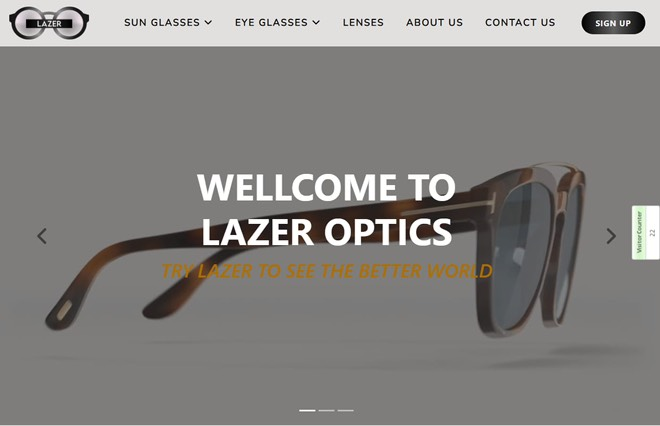 LAZER
SUN GLASSES
EYE GLASSES
LENSES
ABOUT US
CONTACT US
SIGN UP
WELLCOME TO
LAZER OPTICS
TRY LAZER TO SEE THE BETTER WORLD
Visitor Counter
22